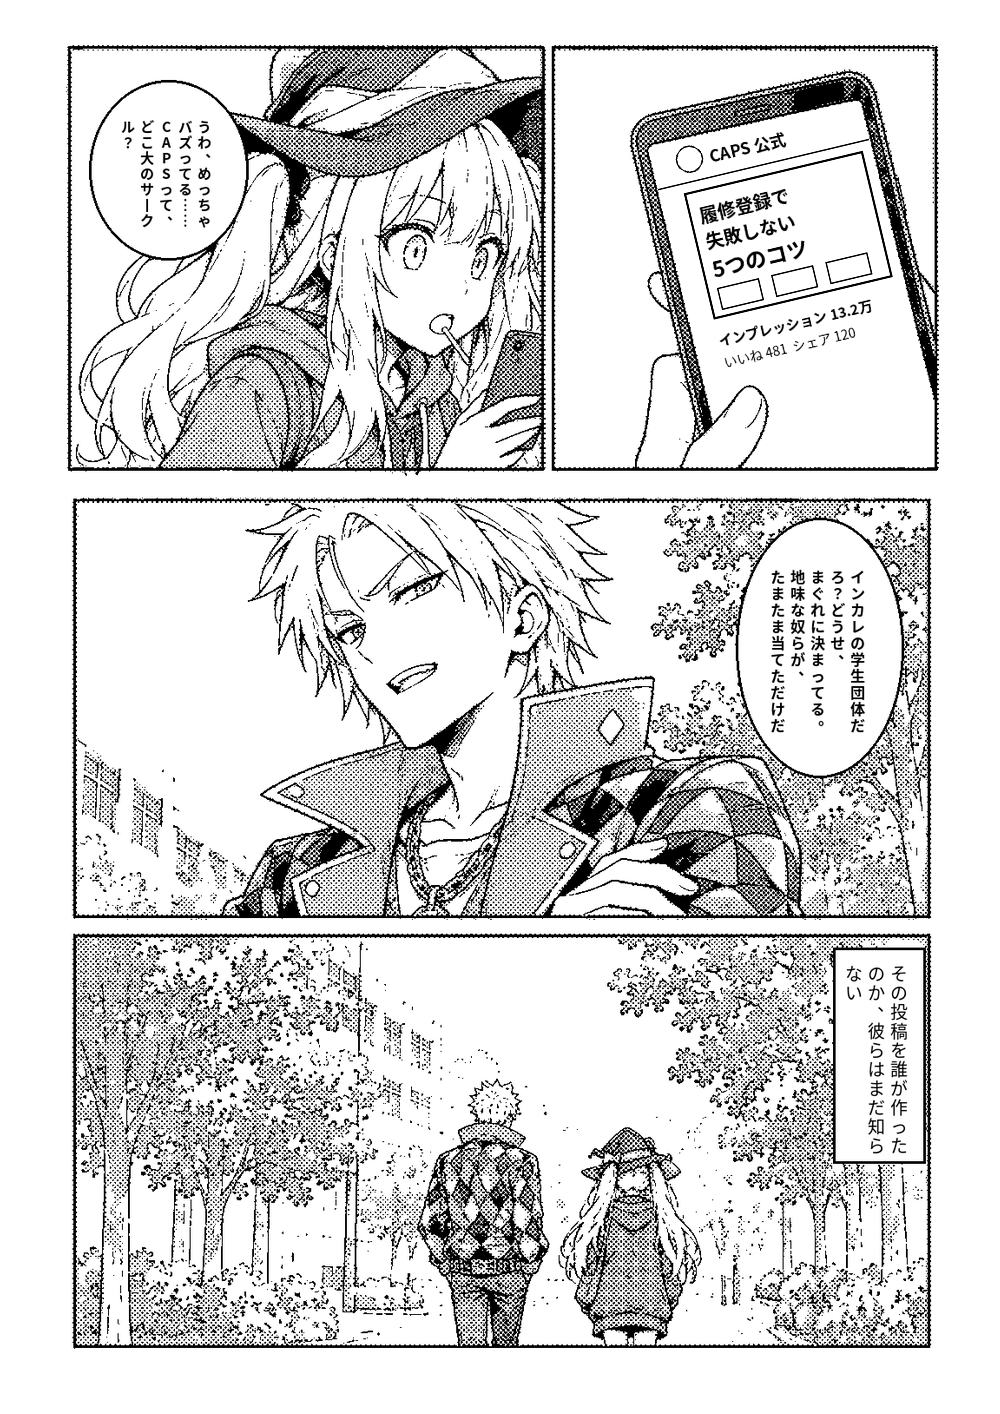 CAPS 公式
履修登録で
失敗しない
5つのコツ
インプレッション 13.2万
いいね 481 シェア 120
うわ、めっちゃ
バズってる……
CAPSって、
どこ大のサーク
ル？
インカレの学生団体だ
ろ？どうせ、
まぐれに決まってる。
地味な奴らが、
たまたま当てただけだ
その投稿を誰が作った
のか、彼らはまだ知ら
ない